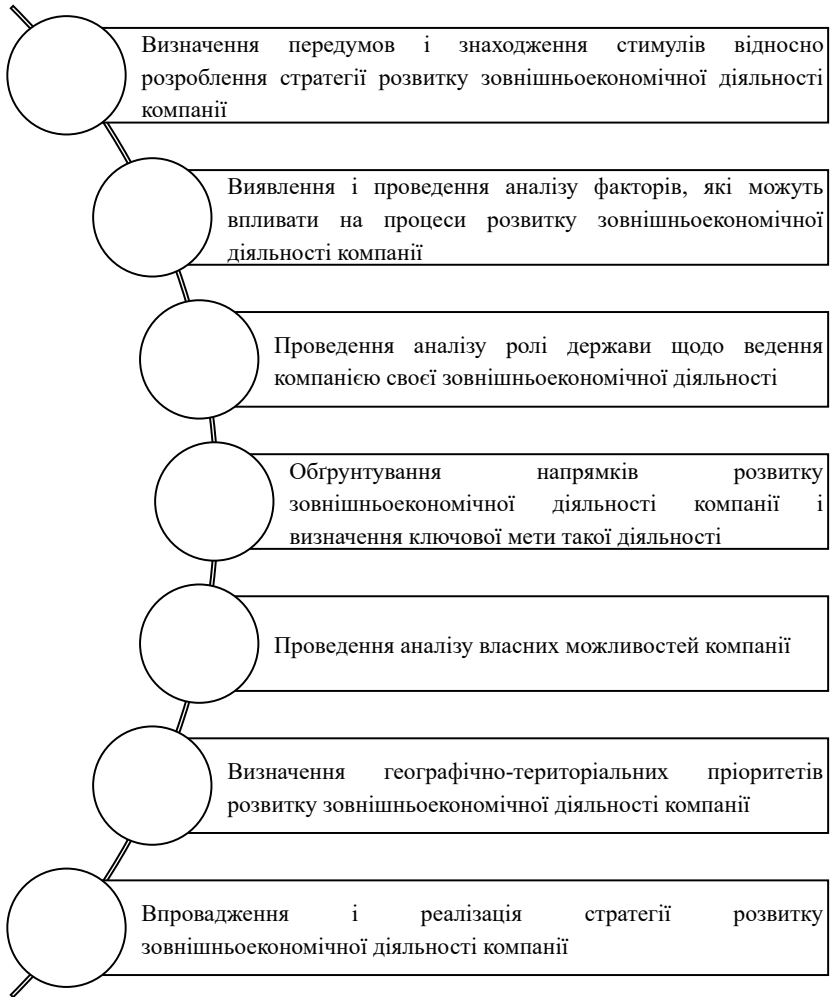 Визначення передумов і знаходження стимулів відносно
розроблення стратегії розвитку зовнішньоекономічної діяльності
компанії
Виявлення і проведення аналізу факторів, які можуть
впливати на процеси розвитку зовнішньоекономічної
діяльності компанії
Проведення аналізу ролі держави щодо ведення
компанією своєї зовнішньоекономічної діяльності
Обґрунтування напрямків розвитку
зовнішньоекономічної діяльності компанії і
визначення ключової мети такої діяльності
Проведення аналізу власних можливостей компанії
Визначення географічно-територіальних пріоритетів
розвитку зовнішньоекономічної діяльності компанії
Впровадження і реалізація стратегії розвитку
зовнішньоекономічної діяльності компанії